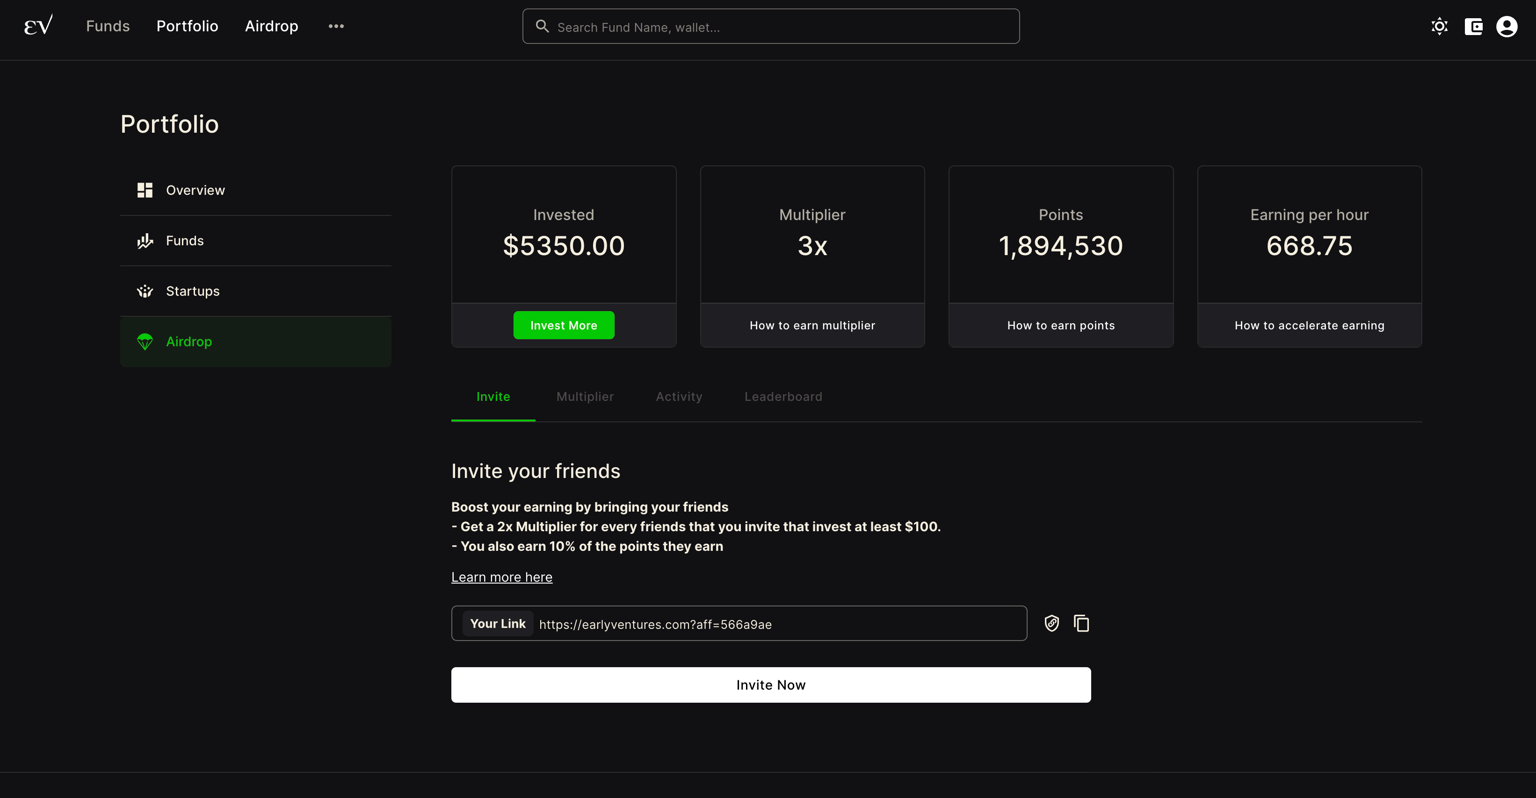 εV
Funds Portfolio Airdrop
Search Fund Name, wallet...
Portfolio
Overview
Funds
Startups
Airdrop
Invested
$5350.00
Invest More
Multiplier
3x
How to earn multiplier
Points
1,894,530
How to earn points
Earning per hour
668.75
How to accelerate earning
Invite Multiplier Activity Leaderboard
Invite your friends
Boost your earning by bringing your friends
- Get a 2x Multiplier for every friends that you invite that invest at least $100.
- You also earn 10% of the points they earn
Learn more here
Your Link https://earlyventures.com?aff=566a9ae
Invite Now